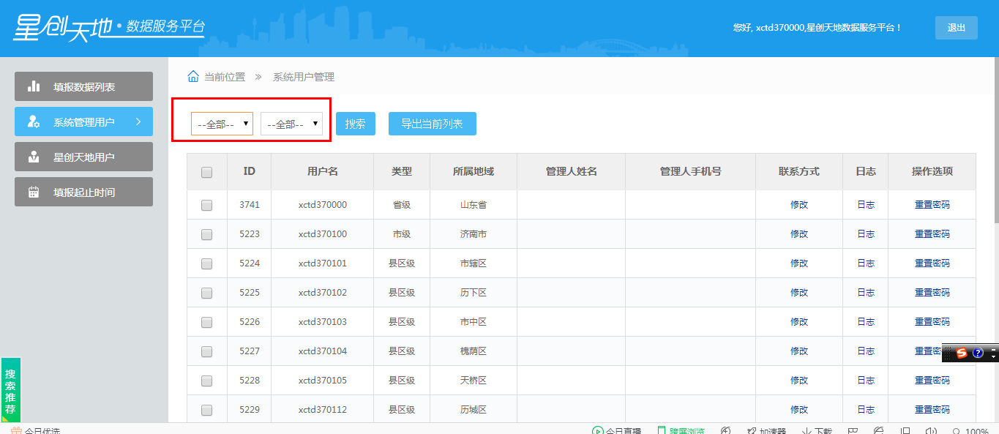 星创天地·数据服务平台
您好, xctd370000,星创天地数据服务平台！
退出
填报数据列表
系统管理用户
星创天地用户
填报起止时间
当前位置 » 系统用户管理
--全部-- --全部-- 搜索 导出当前列表
ID 用户名 类型 所属地域 管理人姓名 管理人手机号 联系方式 日志 操作选项
3741 xctd370000 省级 山东省 修改 日志 重置密码
5223 xctd370100 市级 济南市 修改 日志 重置密码
5224 xctd370101 县区级 市辖区 修改 日志 重置密码
5225 xctd370102 县区级 历下区 修改 日志 重置密码
5226 xctd370103 县区级 市中区 修改 日志 重置密码
5227 xctd370104 县区级 槐荫区 修改 日志 重置
5228 xctd370105 县区级 天桥区 修改 日志 重置密码
5229 xctd370112 县区级 历城区 修改 日志 重置密码
搜索推荐
今日优选
今日直播 跨屏浏览 加速器 下载 100%